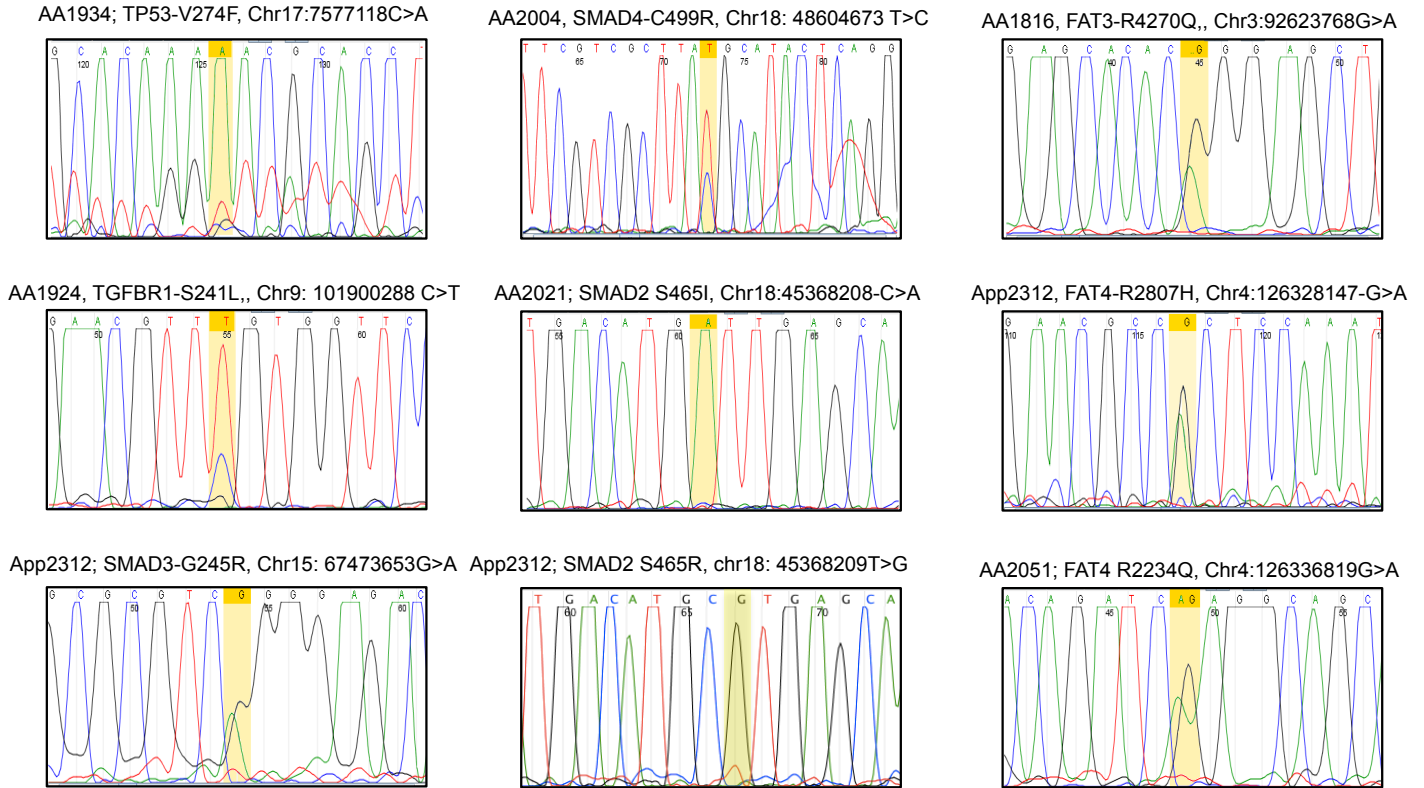 AA1934; TP53-V274F, Chr17:7577118C>A
G C A C A A A A A C G C A C C
120 125 130
AA2004, SMAD4-C499R, Chr18: 48604673 T>C
T T C G T C G C T T A T G C A T A C T C A G G
65 70 75 80
AA1816, FAT3-R4270Q,, Chr3:92623768G>A
G A G C A C A C G G G A G C T
40 45 50
AA1924, TGFBR1-S241L,, Chr9: 101900288 C>T
G A A C G T T T G T G G T T C
50 55 60
AA2021; SMAD2 S465I, Chr18:45368208-C>A
T G A C A T G A T T G A G C A
55 60 65
App2312, FAT4-R2807H, Chr4:126328147-G>A
G A A C G C C G C T C C A A A T
110 115 120
App2312; SMAD3-G245R, Chr15: 67473653G>A
G C G C G T C G G G G A G A C
50 55 60
App2312; SMAD2 S465R, chr18: 45368209T>G
T G A C A T G C G T G A G C A
60 65 70
AA2051; FAT4 R2234Q, Chr4:126336819G>A
A C A G A T C A G A G G C A G C
45 50 55